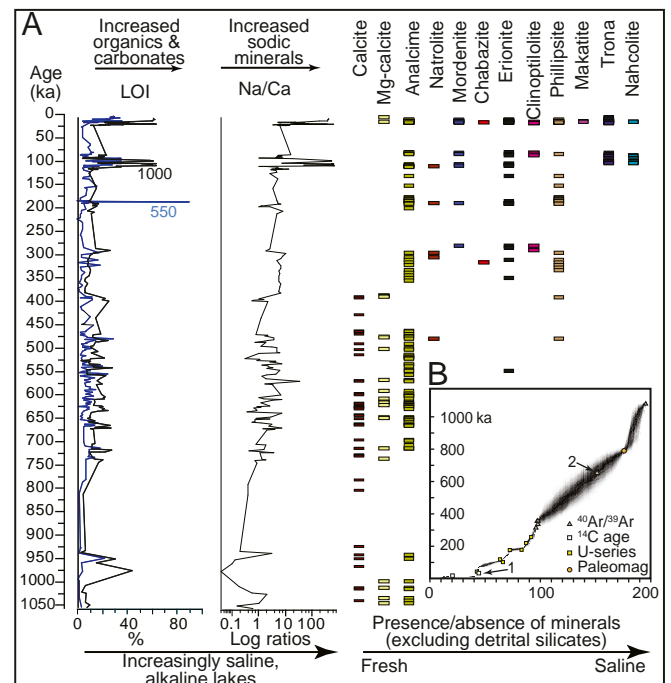 A
Increased
organics &
carbonates
Increased
sodic
minerals
Age
(ka)
LOI
Na/Ca
Calcite
Mg-calcite
Analcime
Natrolite
Mordenite
Chabazite
Erionite
Clinoptilolite
Phillipsite
Makatite
Trona
Nahcolite
0
50
100
150
200
250
300
350
400
450
500
550
600
650
700
750
800
850
900
950
1000
1050
1000
550
0 20 40 60 80 100
%
0.1 1 10 100
Log ratios
Increasingly saline,
alkaline lakes
B
1000 ka
800
600
400
200
0
2
1
40Ar/39Ar
14C age
U-series
Paleomag
0 100 200
Presence/absence of minerals
(excluding detrital silicates)
Fresh Saline